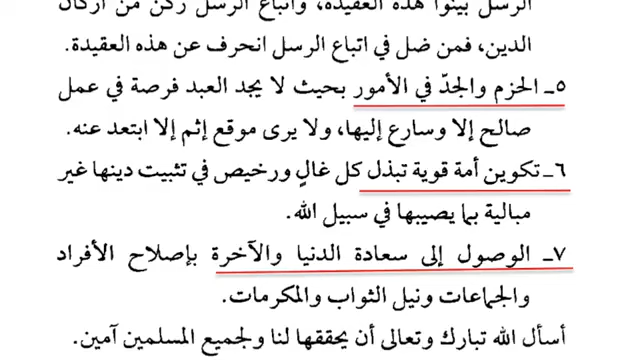 الرسل بينوا هذه العقيدة، واتباع الرسل ركن من أركان
الدين، فمن ضل في اتباع الرسل انحرف عن هذه العقيدة.
٥ـ الحزم والجدّ في الأمور بحيث لا يجد العبد فرصة في عمل
صالح إلا وسارع إليها، ولا يرى موقع إثم إلا ابتعد عنه.
٦ـ تكوين أمة قوية تبذل كل غالٍ ورخيص في تثبيت دينها غير
مبالية بما يصيبها في سبيل الله.
٧ـ الوصول إلى سعادة الدنيا والآخرة بإصلاح الأفراد
والجماعات ونيل الثواب والمكرمات.
أسأل الله تبارك وتعالى أن يحققها لنا ولجميع المسلمين آمين.